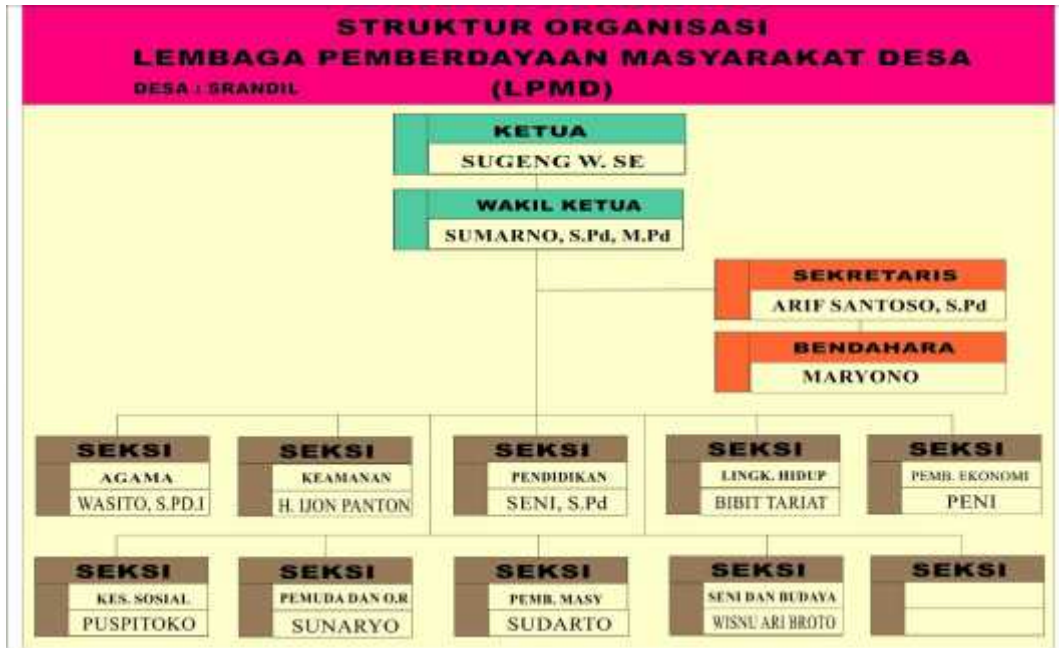 STRUKTUR ORGANISASI
LEMBAGA PEMBERDAYAAN MASYARAKAT DESA
DESA : SRANDIL
(LPMD)
KETUA
SUGENG W. SE
WAKIL KETUA
SUMARNO, S.Pd, M.Pd
SEKRETARIS
ARIF SANTOSO, S.Pd
BENDAHARA
MARYONO
SEKSI
AGAMA
WASITO, S.PD.I
SEKSI
KEAMANAN
H. IJON PANTON
SEKSI
PENDIDIKAN
SENI, S.Pd
SEKSI
LINGK. HIDUP
BIBIT TARJAT
SEKSI
PEMB. EKONOMI
PENI
SEKSI
KES. SOSIAL
PUSPITOKO
SEKSI
PEMUDA DAN O.R
SUNARYO
SEKSI
PEMB. MASY
SUDARTO
SEKSI
SENI DAN BUDAYA
WISNU ARI BROTO
SEKSI